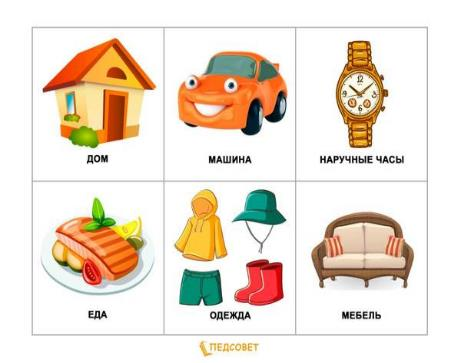 ДОМ
МАШИНА
НАРУЧНЫЕ ЧАСЫ
ЕДА
ОДЕЖДА
МЕБЕЛЬ
ПЕДСОВЕТ